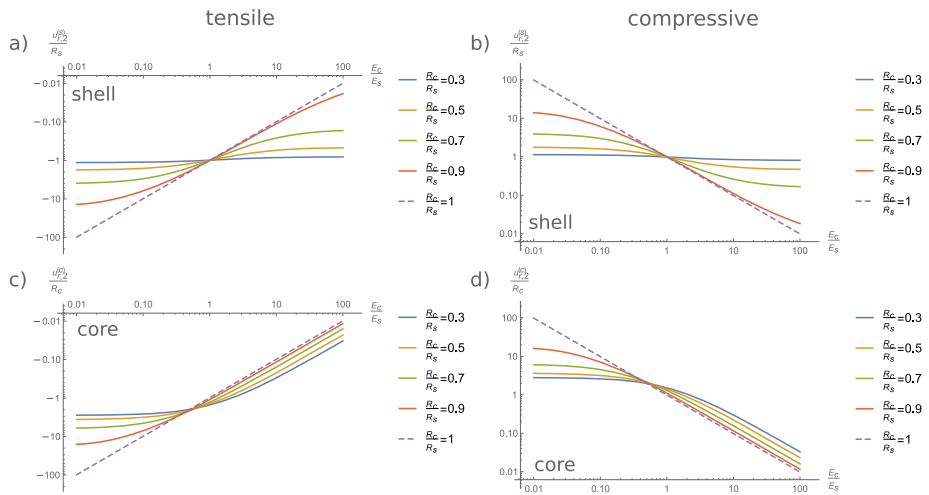 tensile
compressive
a)
u_{r,2}^{(s)}/R_s
0.01 0.10 1 10 100
E_c/E_s
−0.01
−0.10
−1
−10
−100
shell
R_c/R_s=0.3
R_c/R_s=0.5
R_c/R_s=0.7
R_c/R_s=0.9
R_c/R_s=1
b)
u_{r,2}^{(s)}/R_s
100
10
1
0.10
0.01
0.01 0.10 1 10 100
E_c/E_s
shell
R_c/R_s=0.3
R_c/R_s=0.5
R_c/R_s=0.7
R_c/R_s=0.9
R_c/R_s=1
c)
u_{r,2}^{(c)}/R_c
0.01 0.10 1 10 100
E_c/E_s
−0.01
−0.10
−1
−10
−100
core
R_c/R_s=0.3
R_c/R_s=0.5
R_c/R_s=0.7
R_c/R_s=0.9
R_c/R_s=1
d)
u_{r,2}^{(c)}/R_c
100
10
1
0.10
0.01
0.01 0.10 1 10 100
E_c/E_s
core
R_c/R_s=0.3
R_c/R_s=0.5
R_c/R_s=0.7
R_c/R_s=0.9
R_c/R_s=1